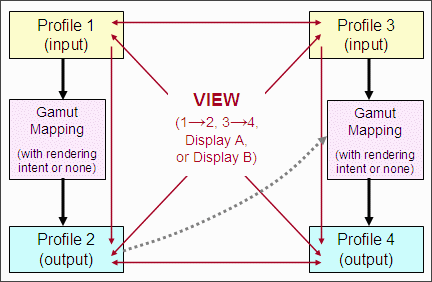 Profile 1
(input)
Profile 3
(input)
Gamut
Mapping
(with rendering
intent or none)
VIEW
(1→2, 3→4,
Display A,
or Display B)
Gamut
Mapping
(with rendering
intent or none)
Profile 2
(output)
Profile 4
(output)